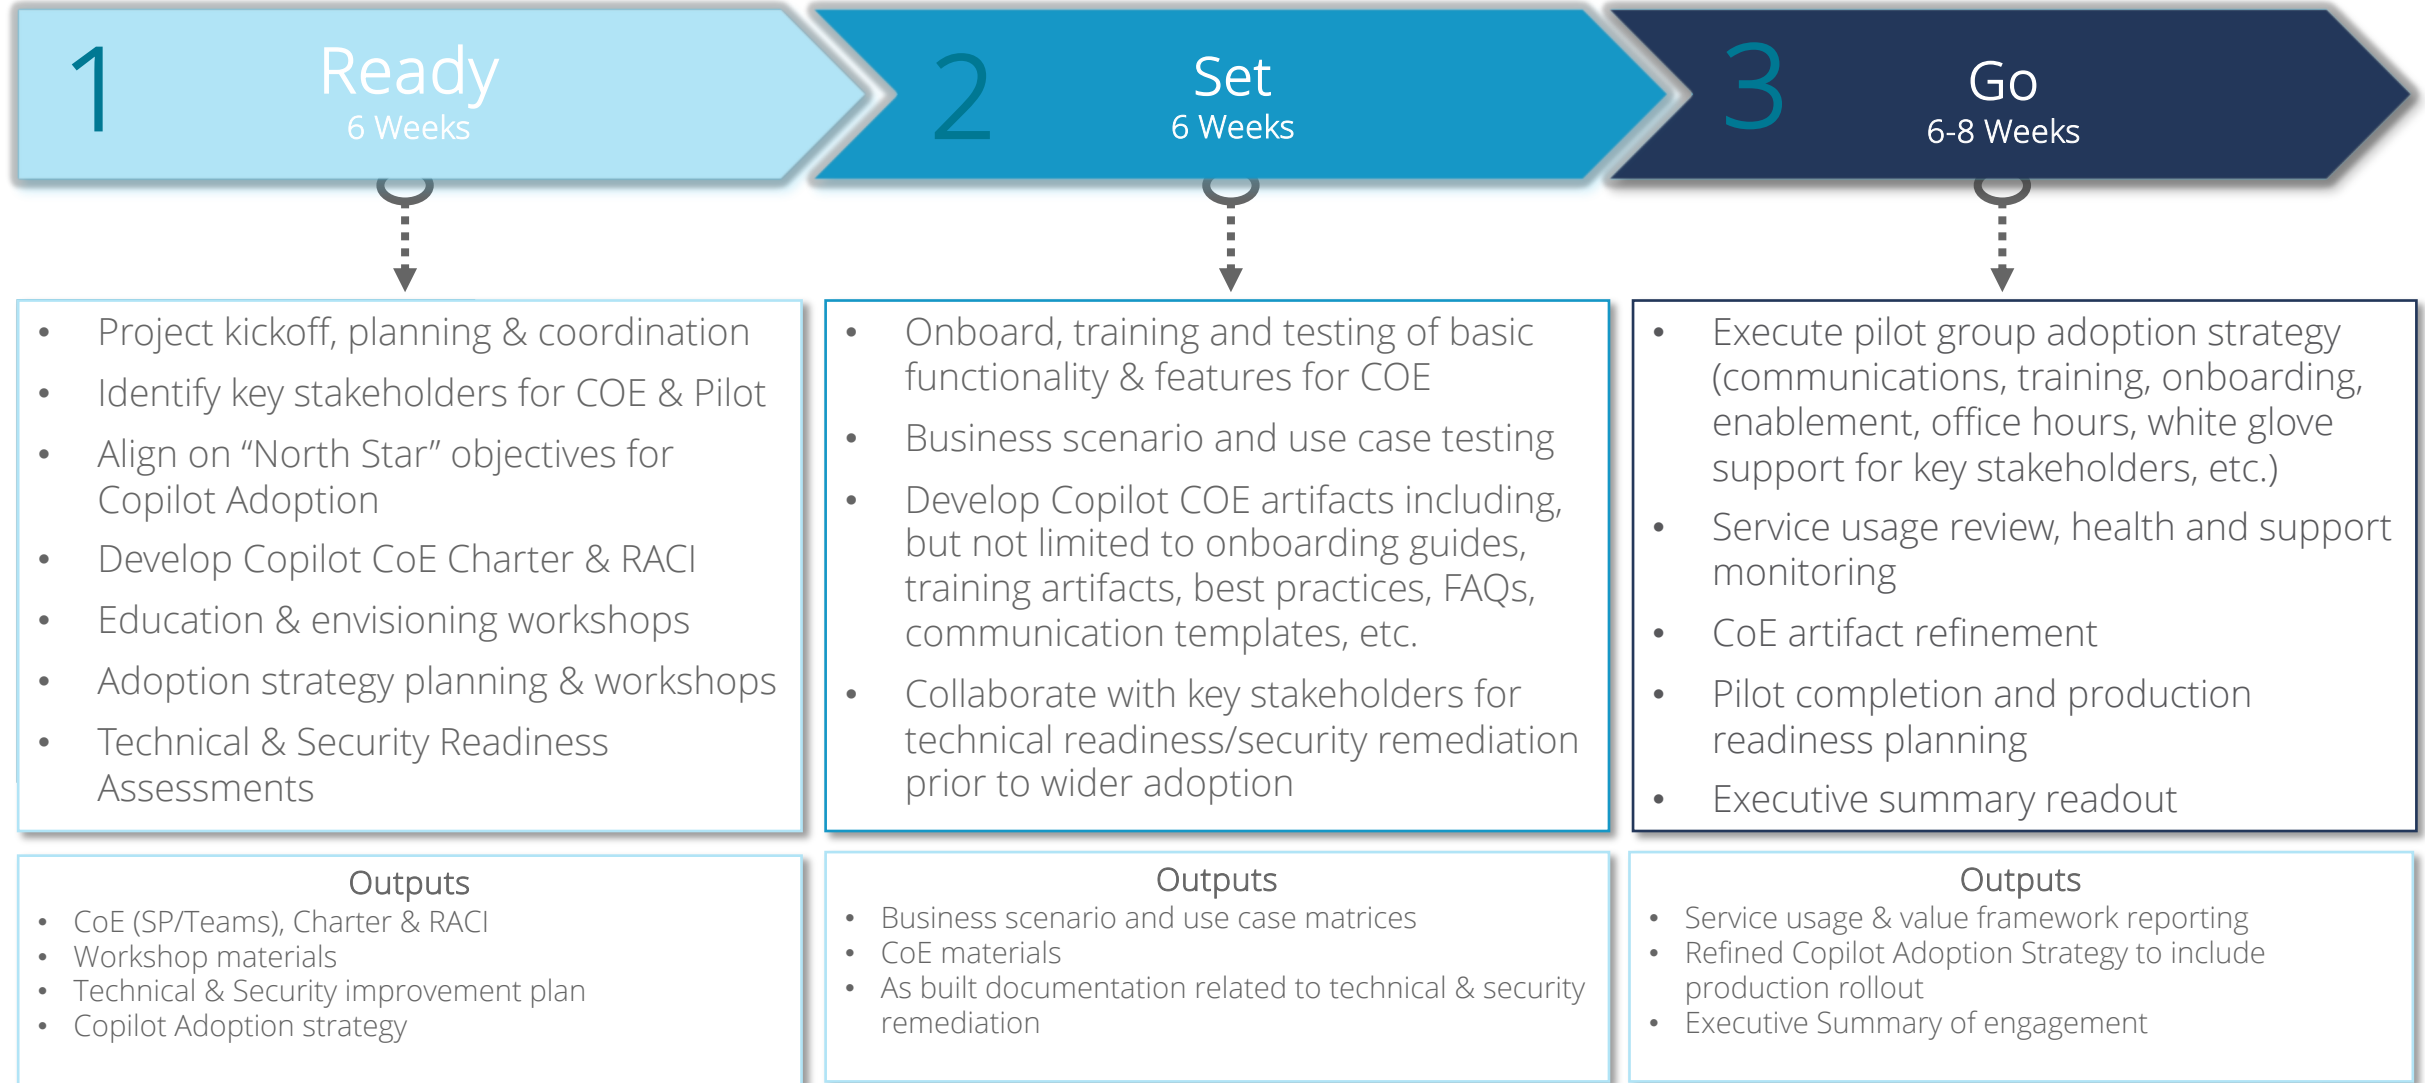 1
Ready
6 Weeks
2
Set
6 Weeks
3
Go
6-8 Weeks
• Project kickoff, planning & coordination
• Identify key stakeholders for COE & Pilot
• Align on “North Star” objectives for
Copilot Adoption
• Develop Copilot CoE Charter & RACI
• Education & envisioning workshops
• Adoption strategy planning & workshops
• Technical & Security Readiness
Assessments
• Onboard, training and testing of basic
functionality & features for COE
• Business scenario and use case testing
• Develop Copilot COE artifacts including,
but not limited to onboarding guides,
training artifacts, best practices, FAQs,
communication templates, etc.
• Collaborate with key stakeholders for
technical readiness/security remediation
prior to wider adoption
• Execute pilot group adoption strategy
(communications, training, onboarding,
enablement, office hours, white glove
support for key stakeholders, etc.)
• Service usage review, health and support
monitoring
• CoE artifact refinement
• Pilot completion and production
readiness planning
• Executive summary readout
Outputs
• CoE (SP/Teams), Charter & RACI
• Workshop materials
• Technical & Security improvement plan
• Copilot Adoption strategy
Outputs
• Business scenario and use case matrices
• CoE materials
• As built documentation related to technical & security
remediation
Outputs
• Service usage & value framework reporting
• Refined Copilot Adoption Strategy to include
production rollout
• Executive Summary of engagement